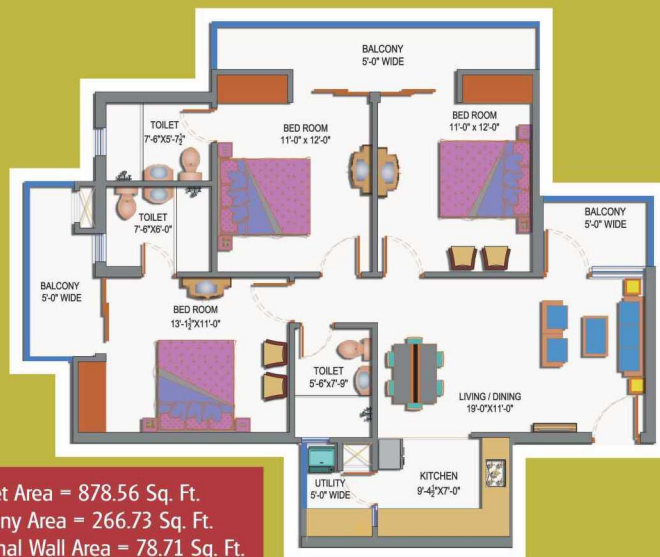 BALCONY
5'-0" WIDE
TOILET
7'-6"X5'-7½"
BED ROOM
11'-0" x 12'-0"
BED ROOM
11'-0" x 12'-0"
TOILET
7'-6"X6'-0"
BALCONY
5'-0" WIDE
BALCONY
5'-0" WIDE
BED ROOM
13'-1½"X11'-0"
TOILET
5'-6"x7'-9"
LIVING / DINING
19'-0"X11'-0"
UTILITY
5'-0" WIDE
KITCHEN
9'-4½"X7'-0"
Area = 878.56 Sq. Ft.
Area = 266.73 Sq. Ft.
Wall Area = 78.71 Sq. Ft.